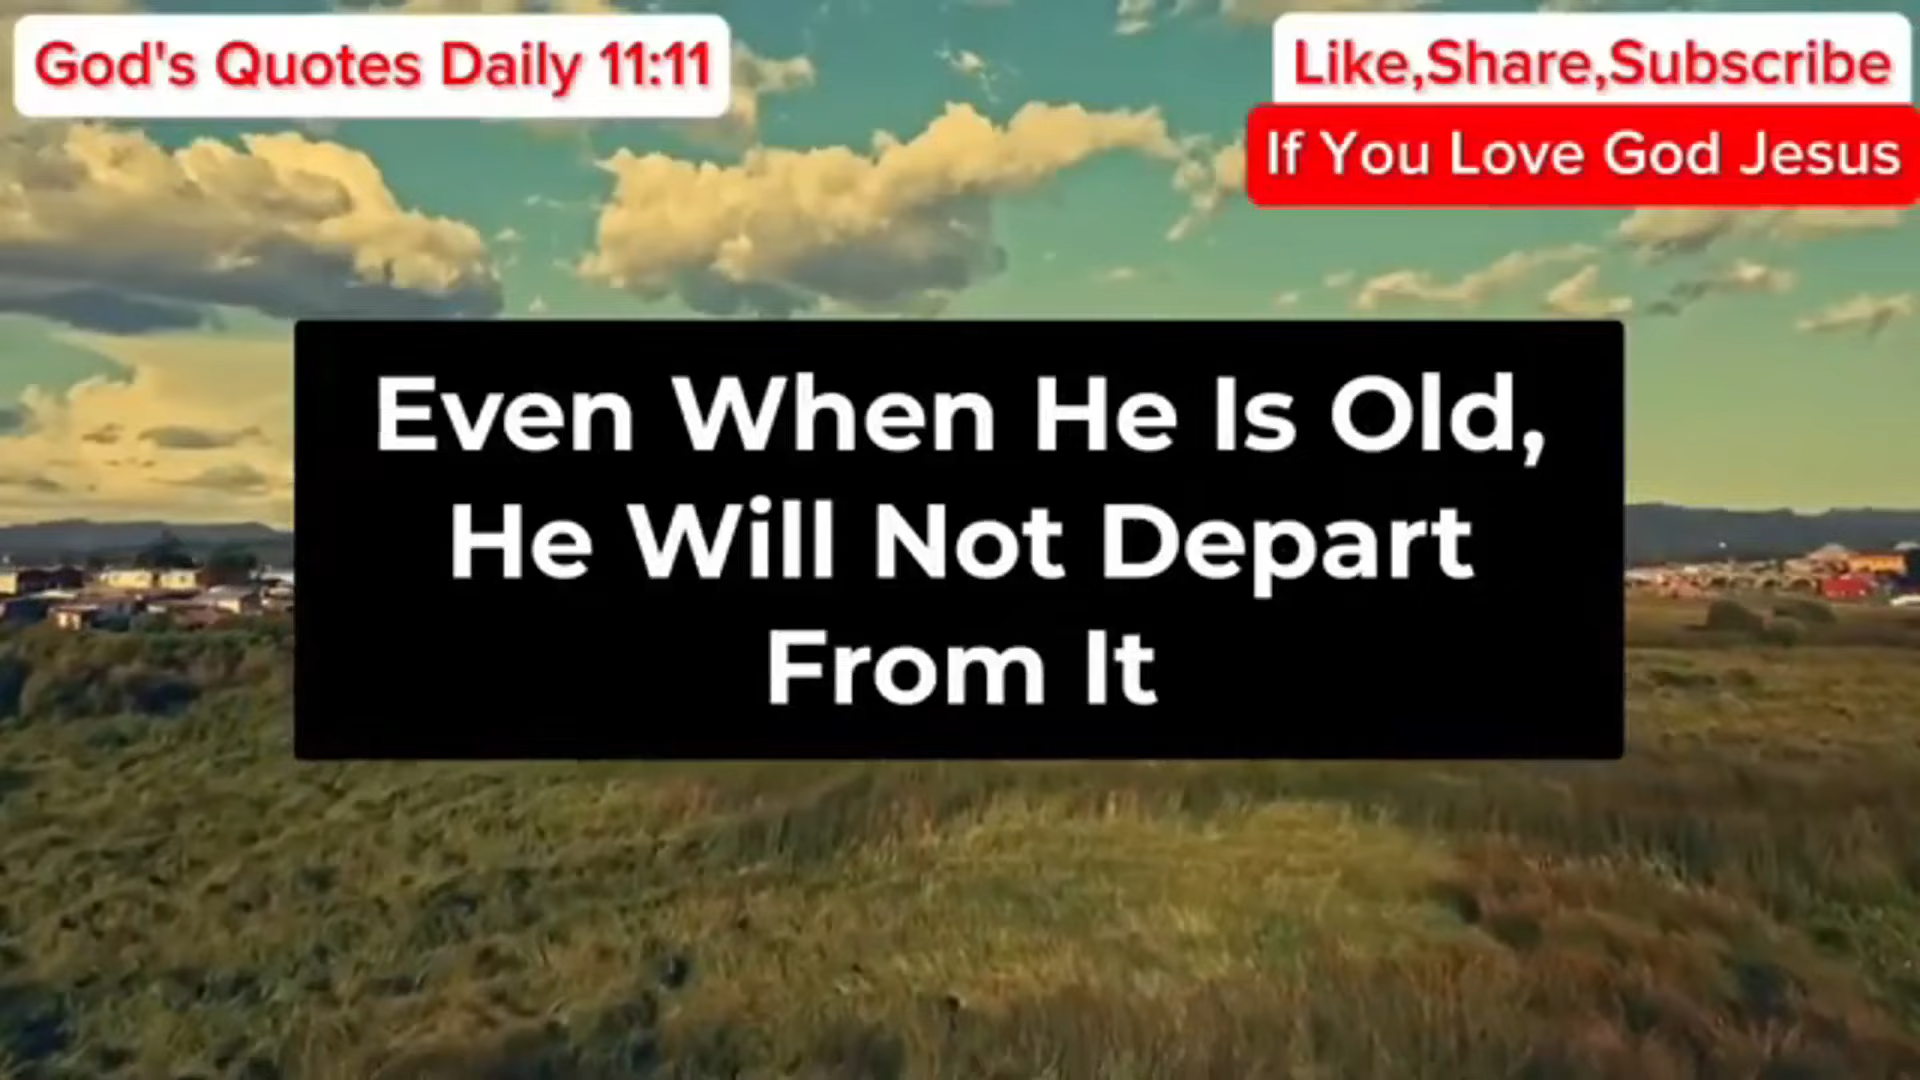 God's Quotes Daily 11:11
Like,Share,Subscribe
If You Love God Jesus
Even When He Is Old,
He Will Not Depart
From It